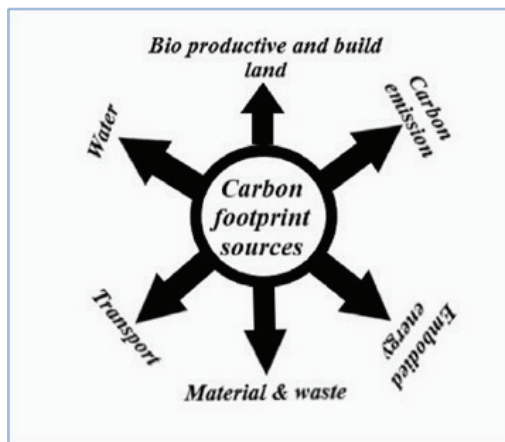 Bio productive and build
land
Carbon
emission
Water
Carbon
footprint
sources
Transport
Embodied
energy
Material & waste